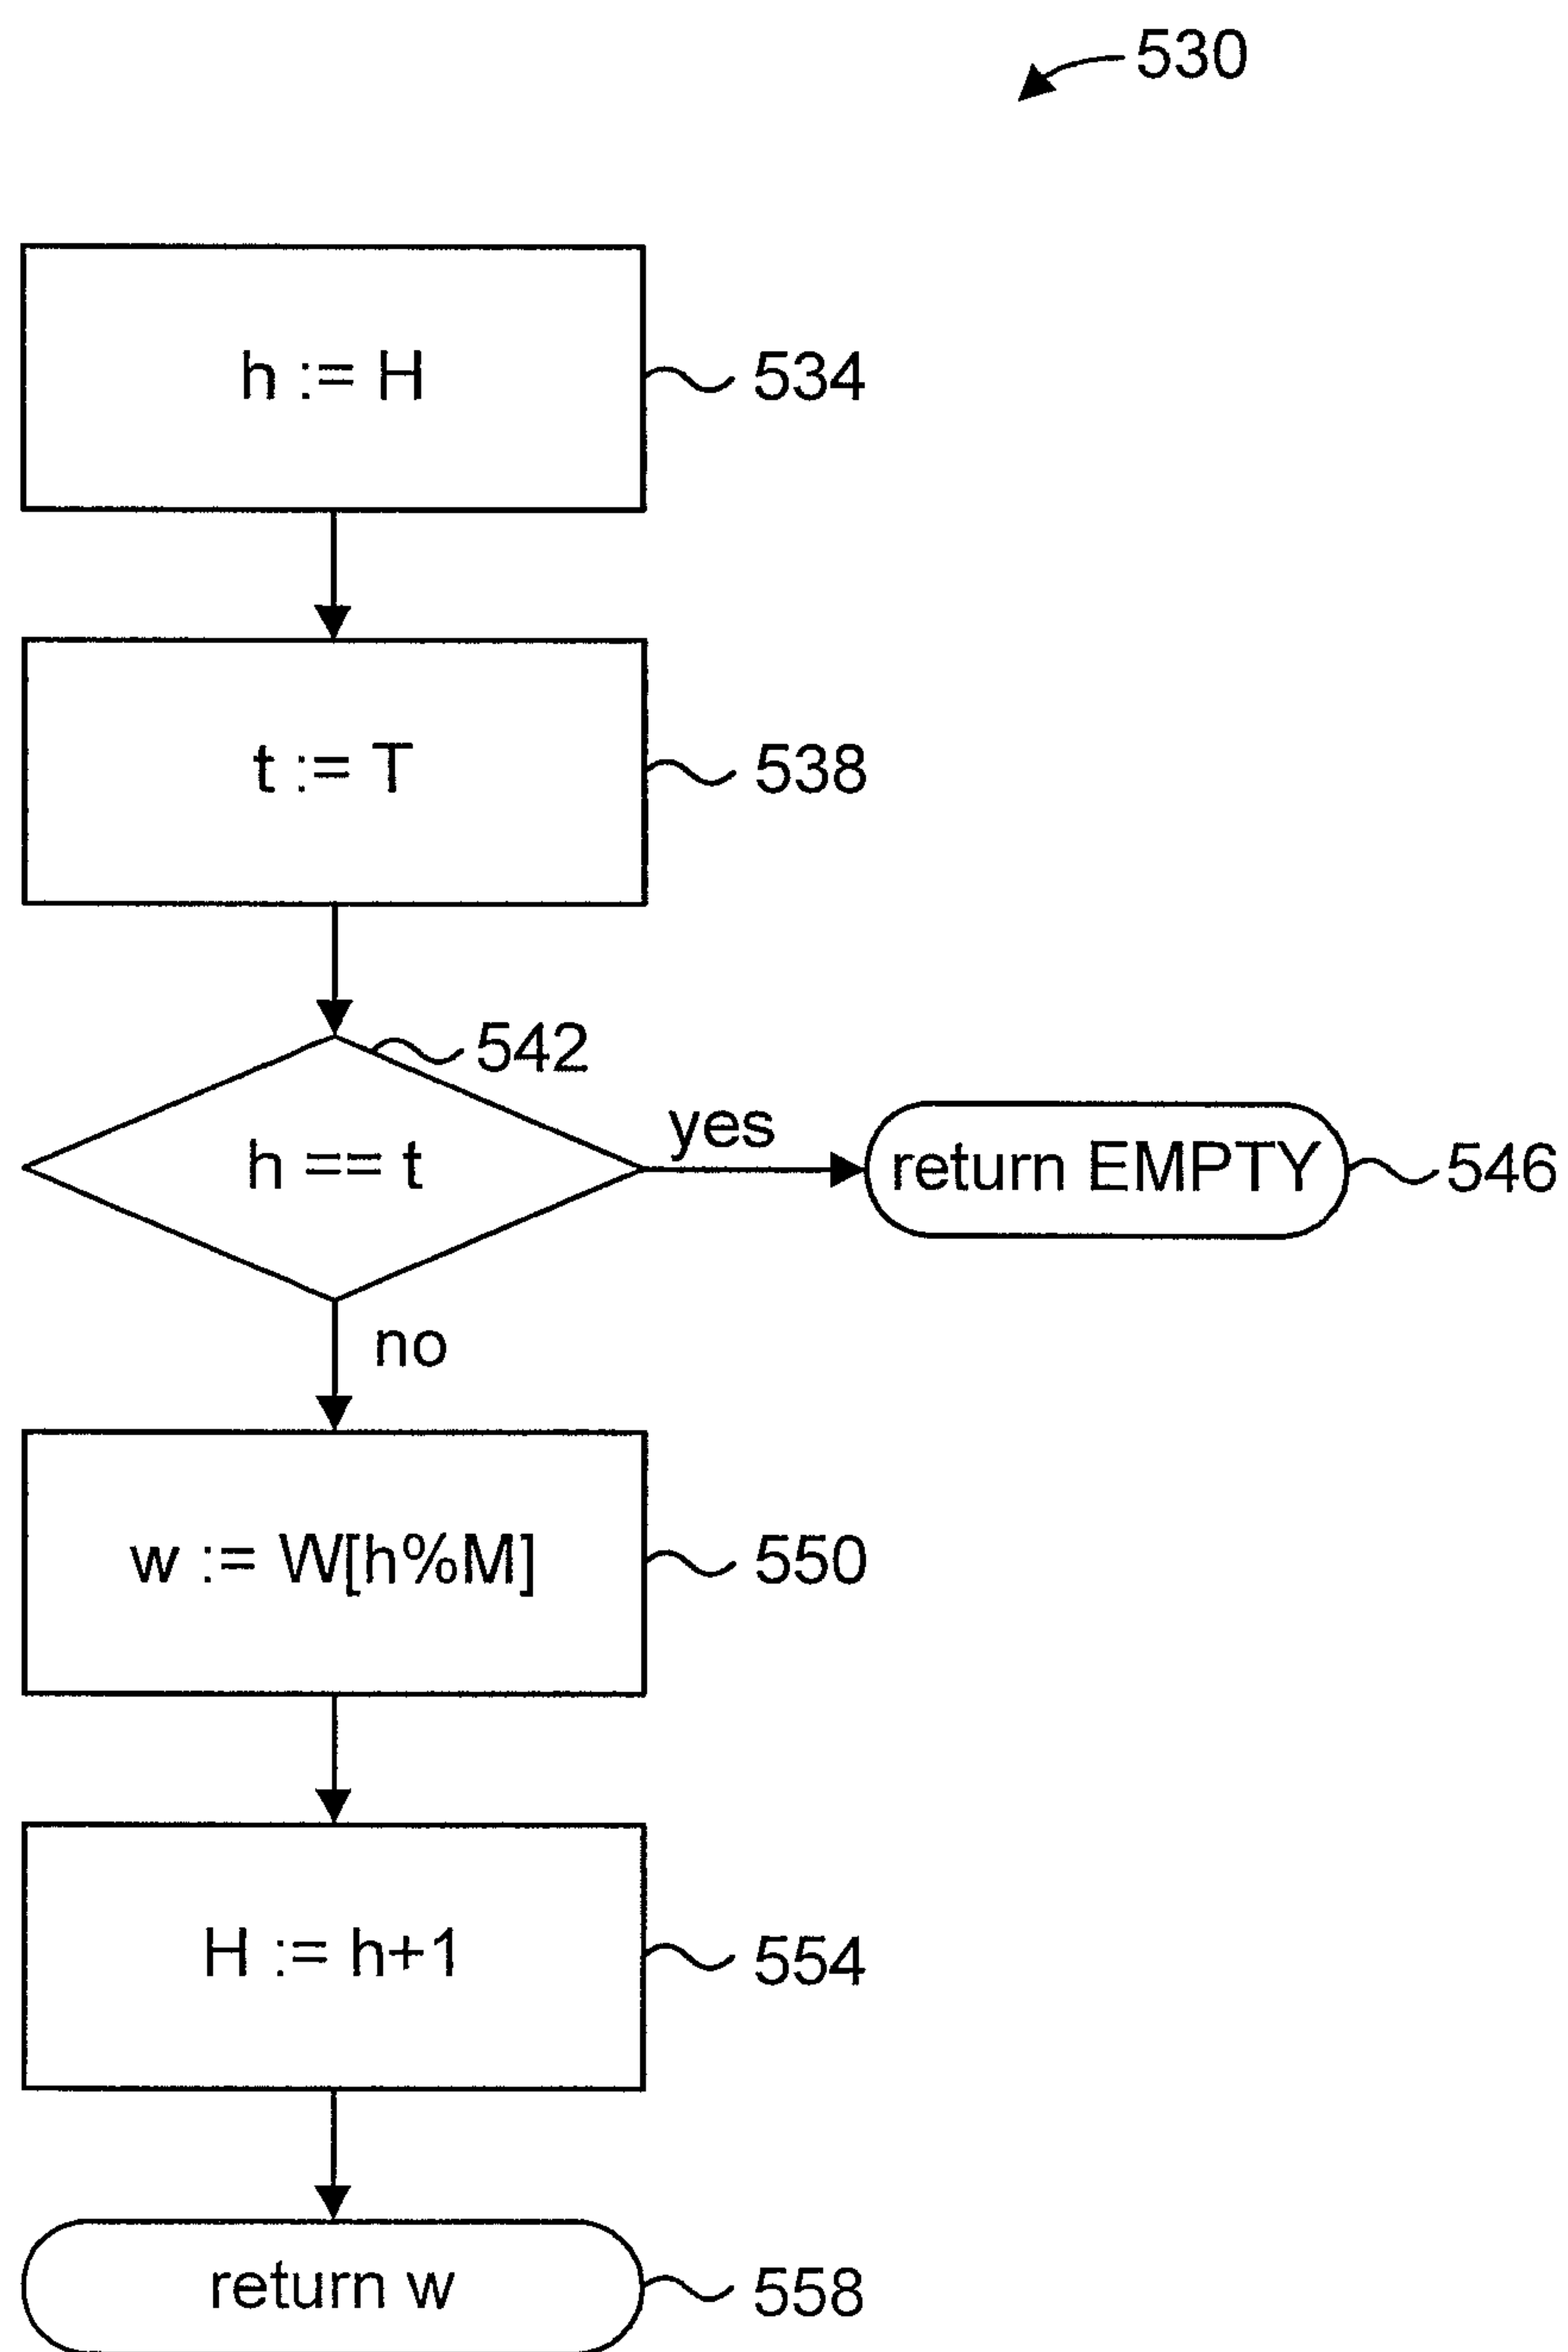 530
h := H
534
t := T
538
542
h == t
yes
return EMPTY
546
no
w := W[h%M]
550
H := h+1
554
return w
558